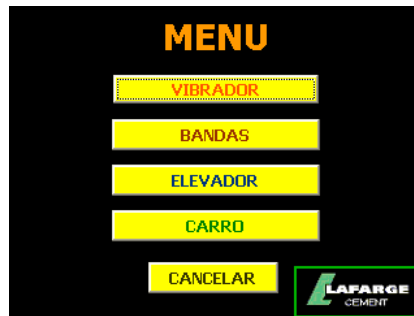 MENU
VIBRADOR
BANDAS
ELEVADOR
CARRO
CANCELAR
LAFARGE
CEMENT